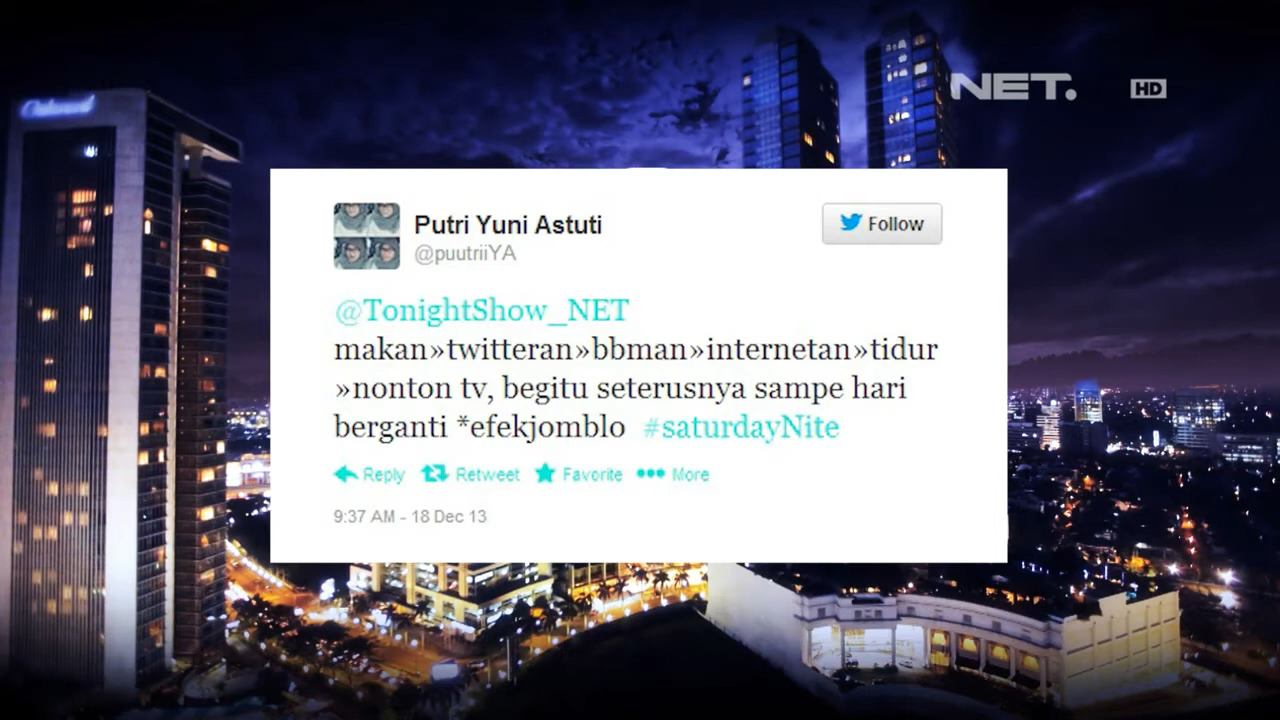 NET.
HD
Putri Yuni Astuti
@puutriiYA
Follow
@TonightShow_NET
makan»twitteran»bbman»internetan»tidur
»nonton tv, begitu seterusnya sampe hari
berganti *efekjomblo #saturdayNite
Reply Retweet Favorite More
9:37 AM - 18 Dec 13